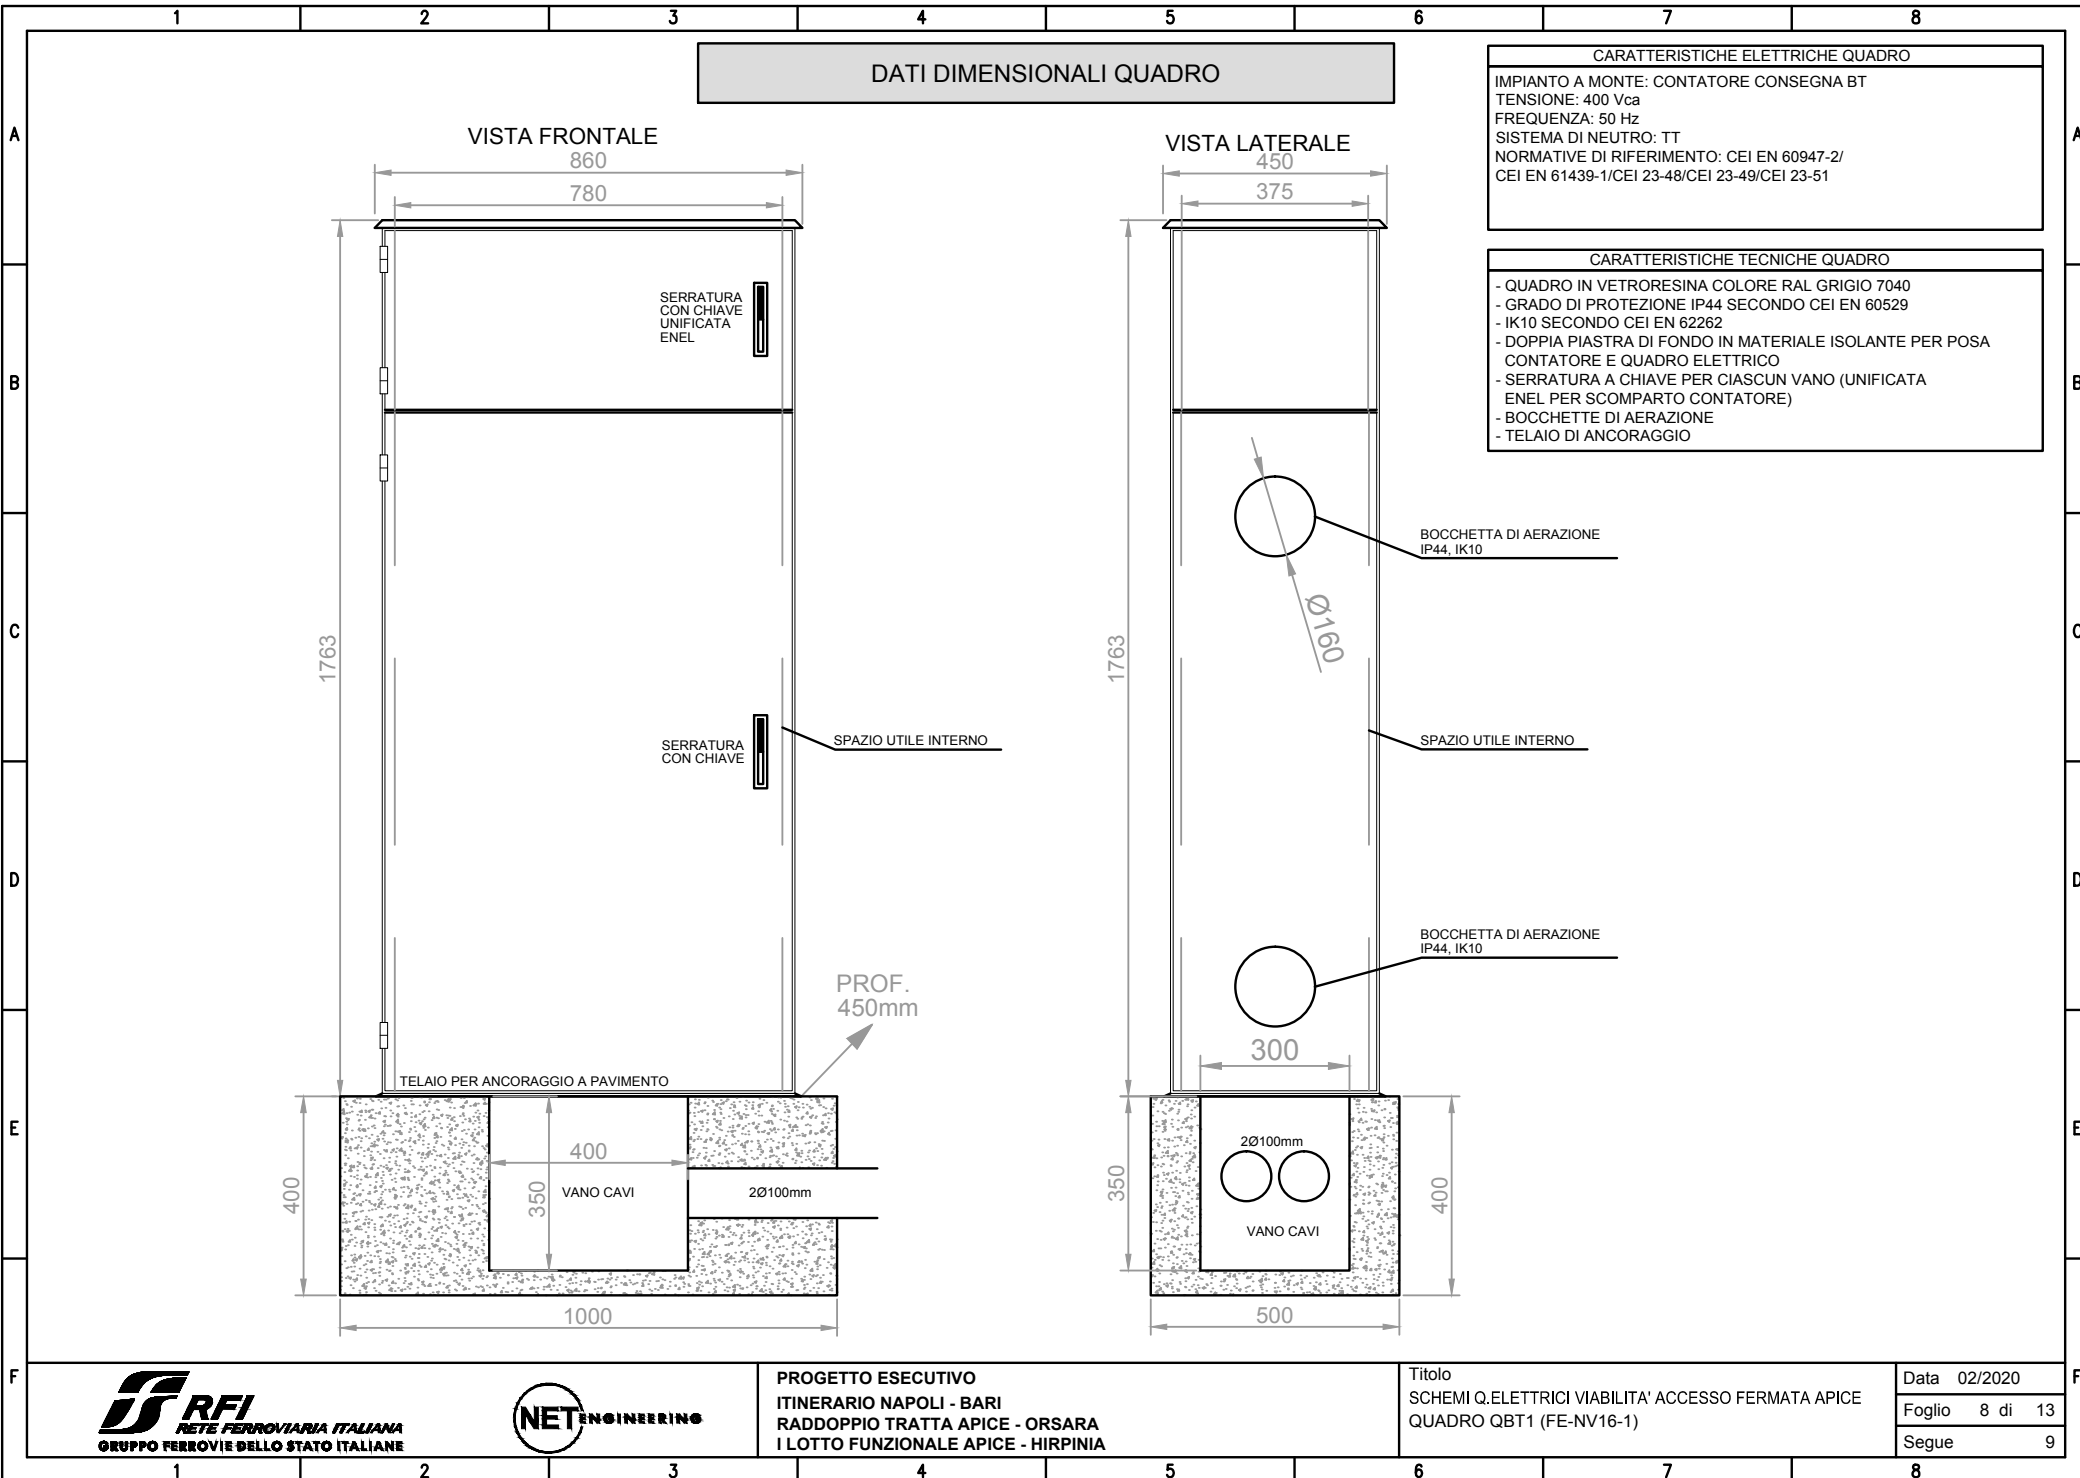 1 2 3 4 5 6 7 8
DATI DIMENSIONALI QUADRO
CARATTERISTICHE ELETTRICHE QUADRO
IMPIANTO A MONTE: CONTATORE CONSEGNA BT
TENSIONE: 400 Vca
FREQUENZA: 50 Hz
SISTEMA DI NEUTRO: TT
NORMATIVE DI RIFERIMENTO: CEI EN 60947-2/
CEI EN 61439-1/CEI 23-48/CEI 23-49/CEI 23-51
CARATTERISTICHE TECNICHE QUADRO
- QUADRO IN VETRORESINA COLORE RAL GRIGIO 7040
- GRADO DI PROTEZIONE IP44 SECONDO CEI EN 60529
- IK10 SECONDO CEI EN 62262
- DOPPIA PIASTRA DI FONDO IN MATERIALE ISOLANTE PER POSA
CONTATORE E QUADRO ELETTRICO
- SERRATURA A CHIAVE PER CIASCUN VANO (UNIFICATA
ENEL PER SCOMPARTO CONTATORE)
- BOCCHETTE DI AERAZIONE
- TELAIO DI ANCORAGGIO
A
B
C
D
E
F
A
B
C
D
E
F
VISTA FRONTALE
860
780
1763
SERRATURA
CON CHIAVE
UNIFICATA
ENEL
SERRATURA
CON CHIAVE
SPAZIO UTILE INTERNO
PROF.
450mm
TELAIO PER ANCORAGGIO A PAVIMENTO
400
400
350
VANO CAVI
2Ø100mm
1000
VISTA LATERALE
450
375
1763
BOCCHETTA DI AERAZIONE
IP44, IK10
Ø160
SPAZIO UTILE INTERNO
BOCCHETTA DI AERAZIONE
IP44, IK10
300
2Ø100mm
350
VANO CAVI
400
500
RFI
RETE FERROVIARIA ITALIANA
GRUPPO FERROVIE DELLO STATO ITALIANE
NET ENGINEERING
PROGETTO ESECUTIVO
ITINERARIO NAPOLI - BARI
RADDOPPIO TRATTA APICE - ORSARA
I LOTTO FUNZIONALE APICE - HIRPINIA
Titolo
SCHEMI Q.ELETTRICI VIABILITA' ACCESSO FERMATA APICE
QUADRO QBT1 (FE-NV16-1)
Data 02/2020
Foglio 8 di 13
Segue 9
1 2 3 4 5 6 7 8